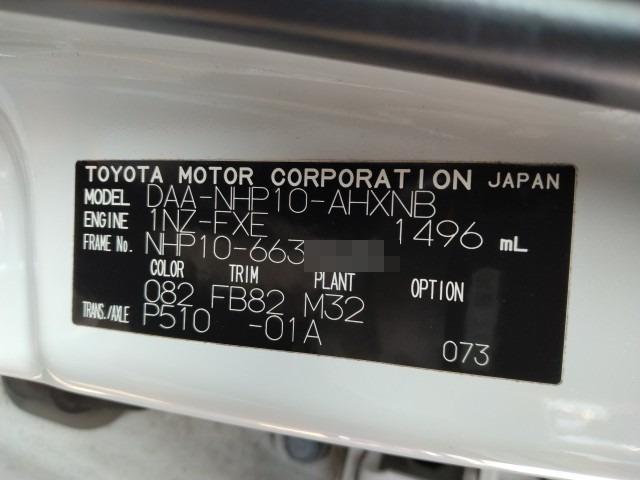 TOYOTA MOTOR CORPORATION JAPAN
MODEL DAA-NHP10-AHXNB
ENGINE 1NZ-FXE 1496 mL
FRAME No. NHP10-663
COLOR TRIM PLANT OPTION
082 FB82 M32
TRANS./AXLE P510 -01A
073